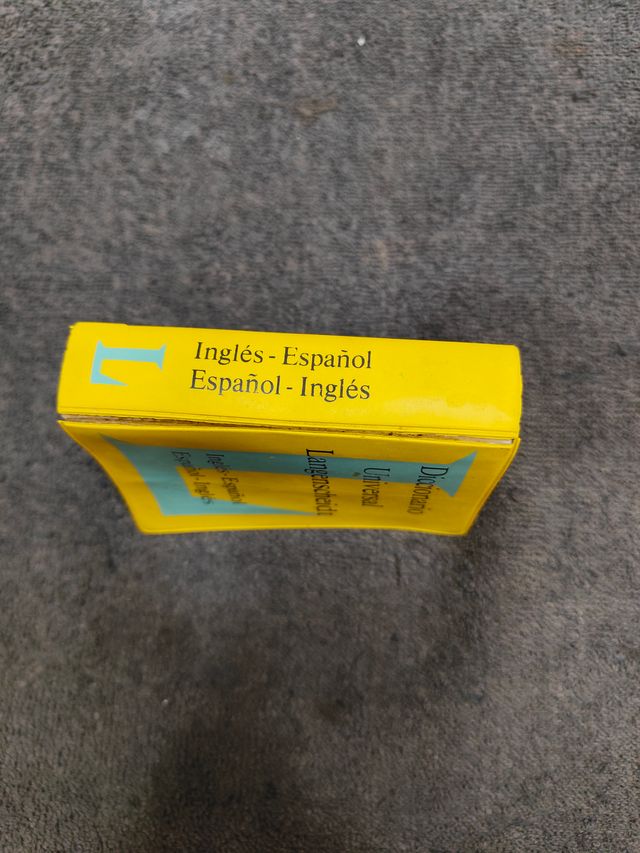 L
Inglés - Español
Español - Inglés
Diccionario
Universal
Langenscheidt
Inglés-Español
Español-Inglés